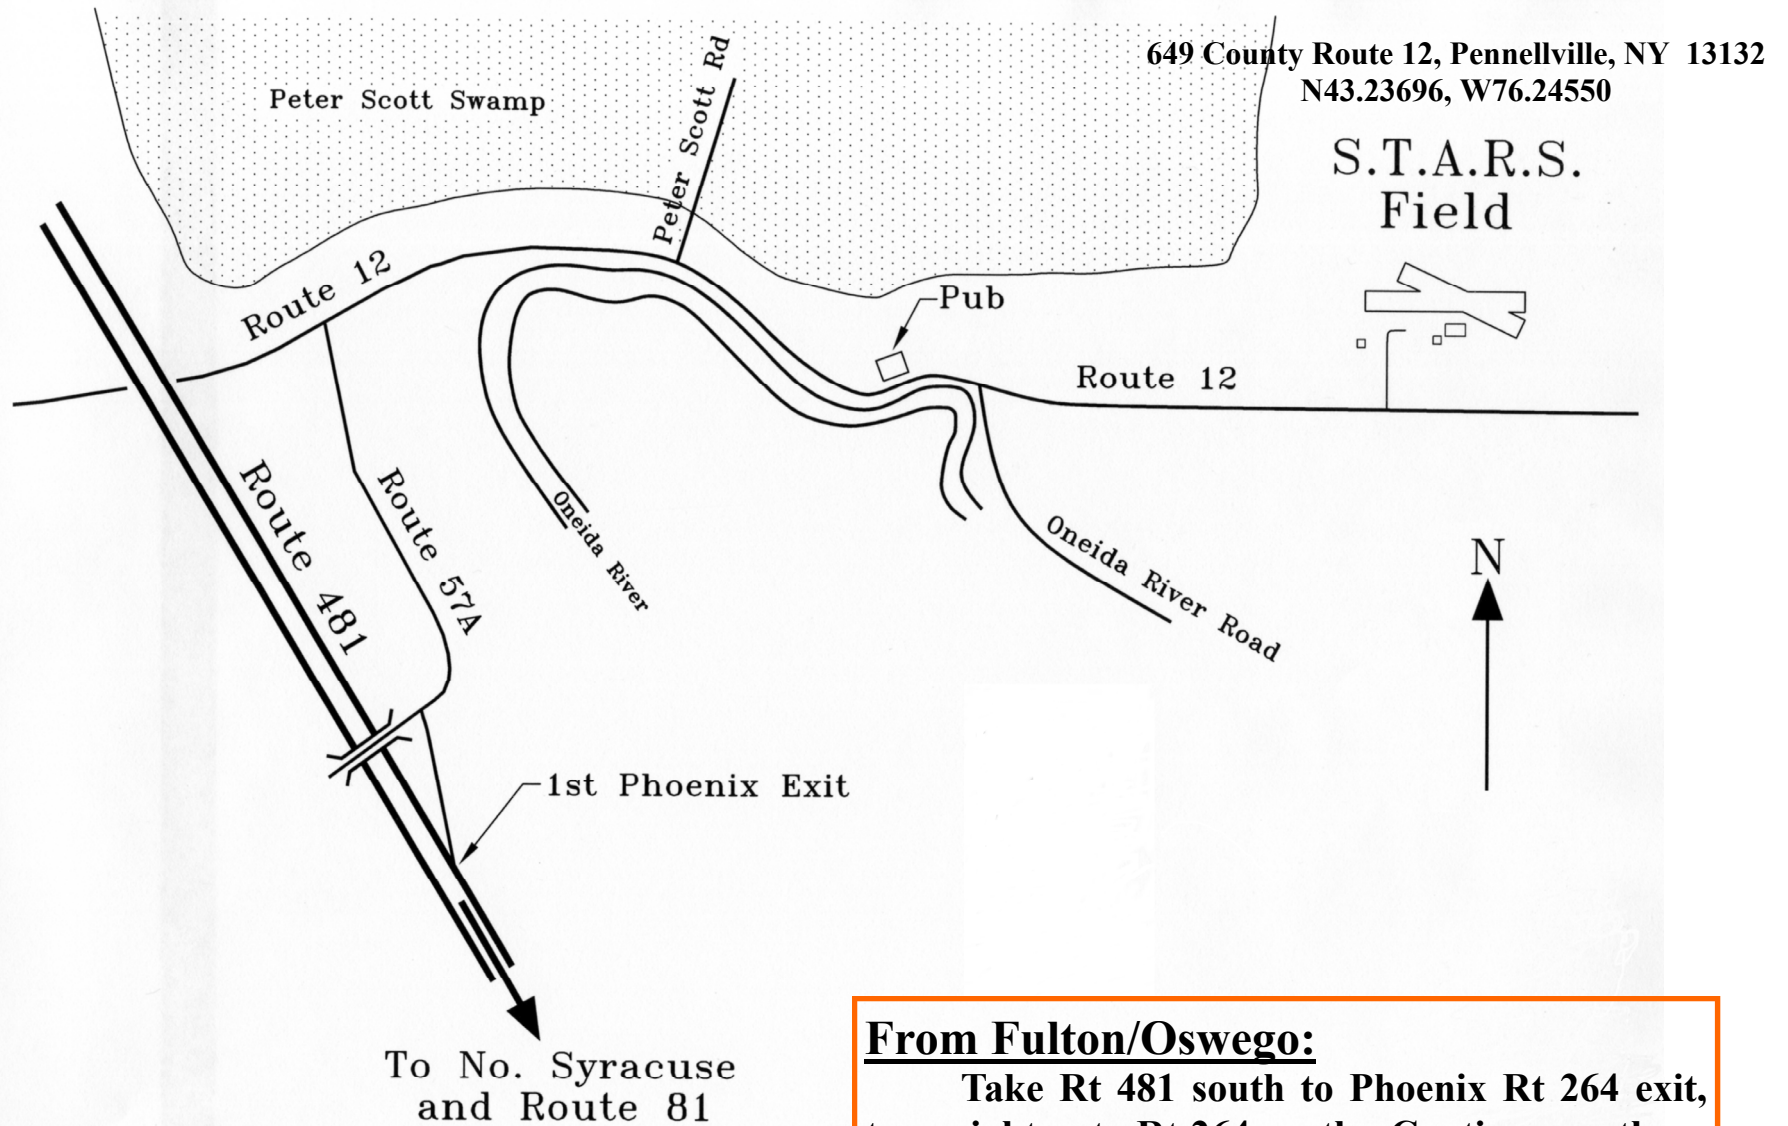 649 County Route 12, Pennellville, NY 13132
N43.23696, W76.24550
S.T.A.R.S.
Field
Peter Scott Swamp
Peter Scott Rd
Route 12
Pub
Route 12
Route 481
Route 57A
Oneida River
Oneida River Road
N
1st Phoenix Exit
To No. Syracuse
and Route 81
From Fulton/Oswego:
Take Rt 481 south to Phoenix Rt 264 exit,